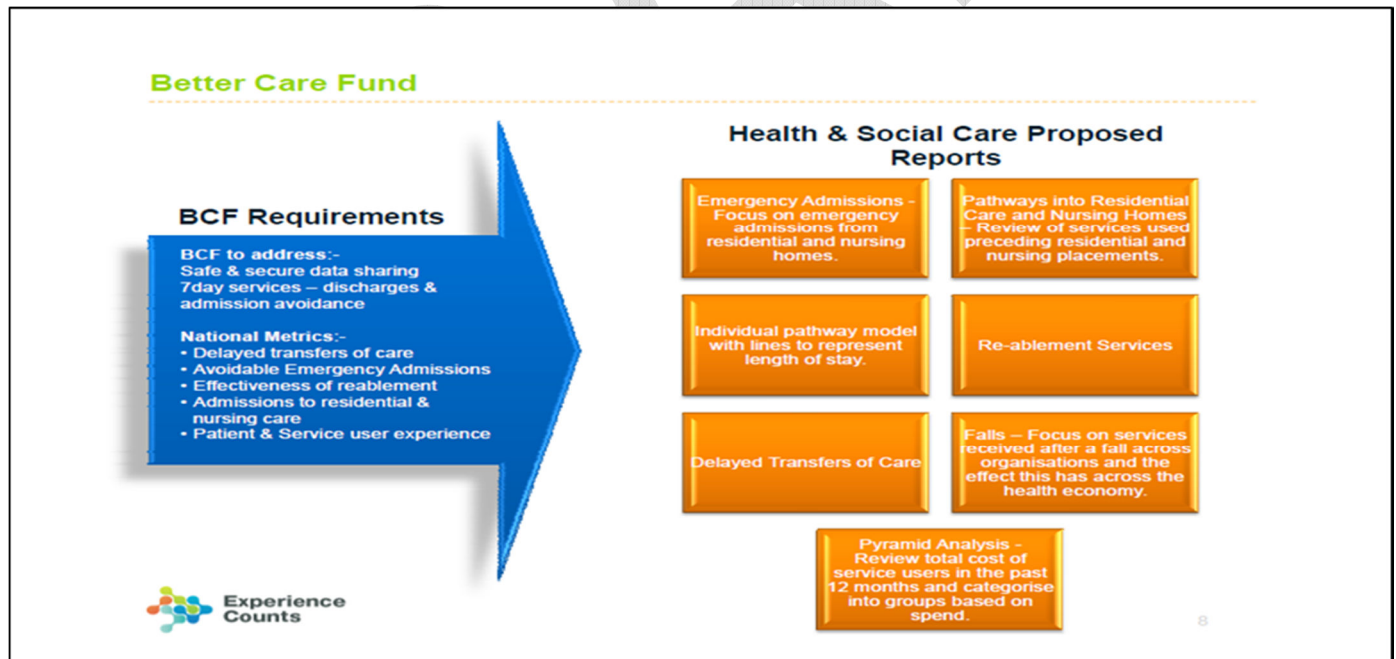 Better Care Fund
BCF Requirements
BCF to address:-
Safe & secure data sharing
7day services – discharges &
admission avoidance
National Metrics:-
• Delayed transfers of care
• Avoidable Emergency Admissions
• Effectiveness of reablement
• Admissions to residential &
nursing care
• Patient & Service user experience
Health & Social Care Proposed
Reports
Emergency Admissions -
Focus on emergency
admissions from
residential and nursing
homes.
Pathways into Residential
Care and Nursing Homes
– Review of services used
preceding residential and
nursing placements.
Individual pathway model
with lines to represent
length of stay.
Re-ablement Services
Delayed Transfers of Care
Falls – Focus on services
received after a fall across
organisations and the
effect this has across the
health economy.
Pyramid Analysis -
Review total cost of
service users in the past
12 months and categorise
into groups based on
spend.
Experience
Counts
8